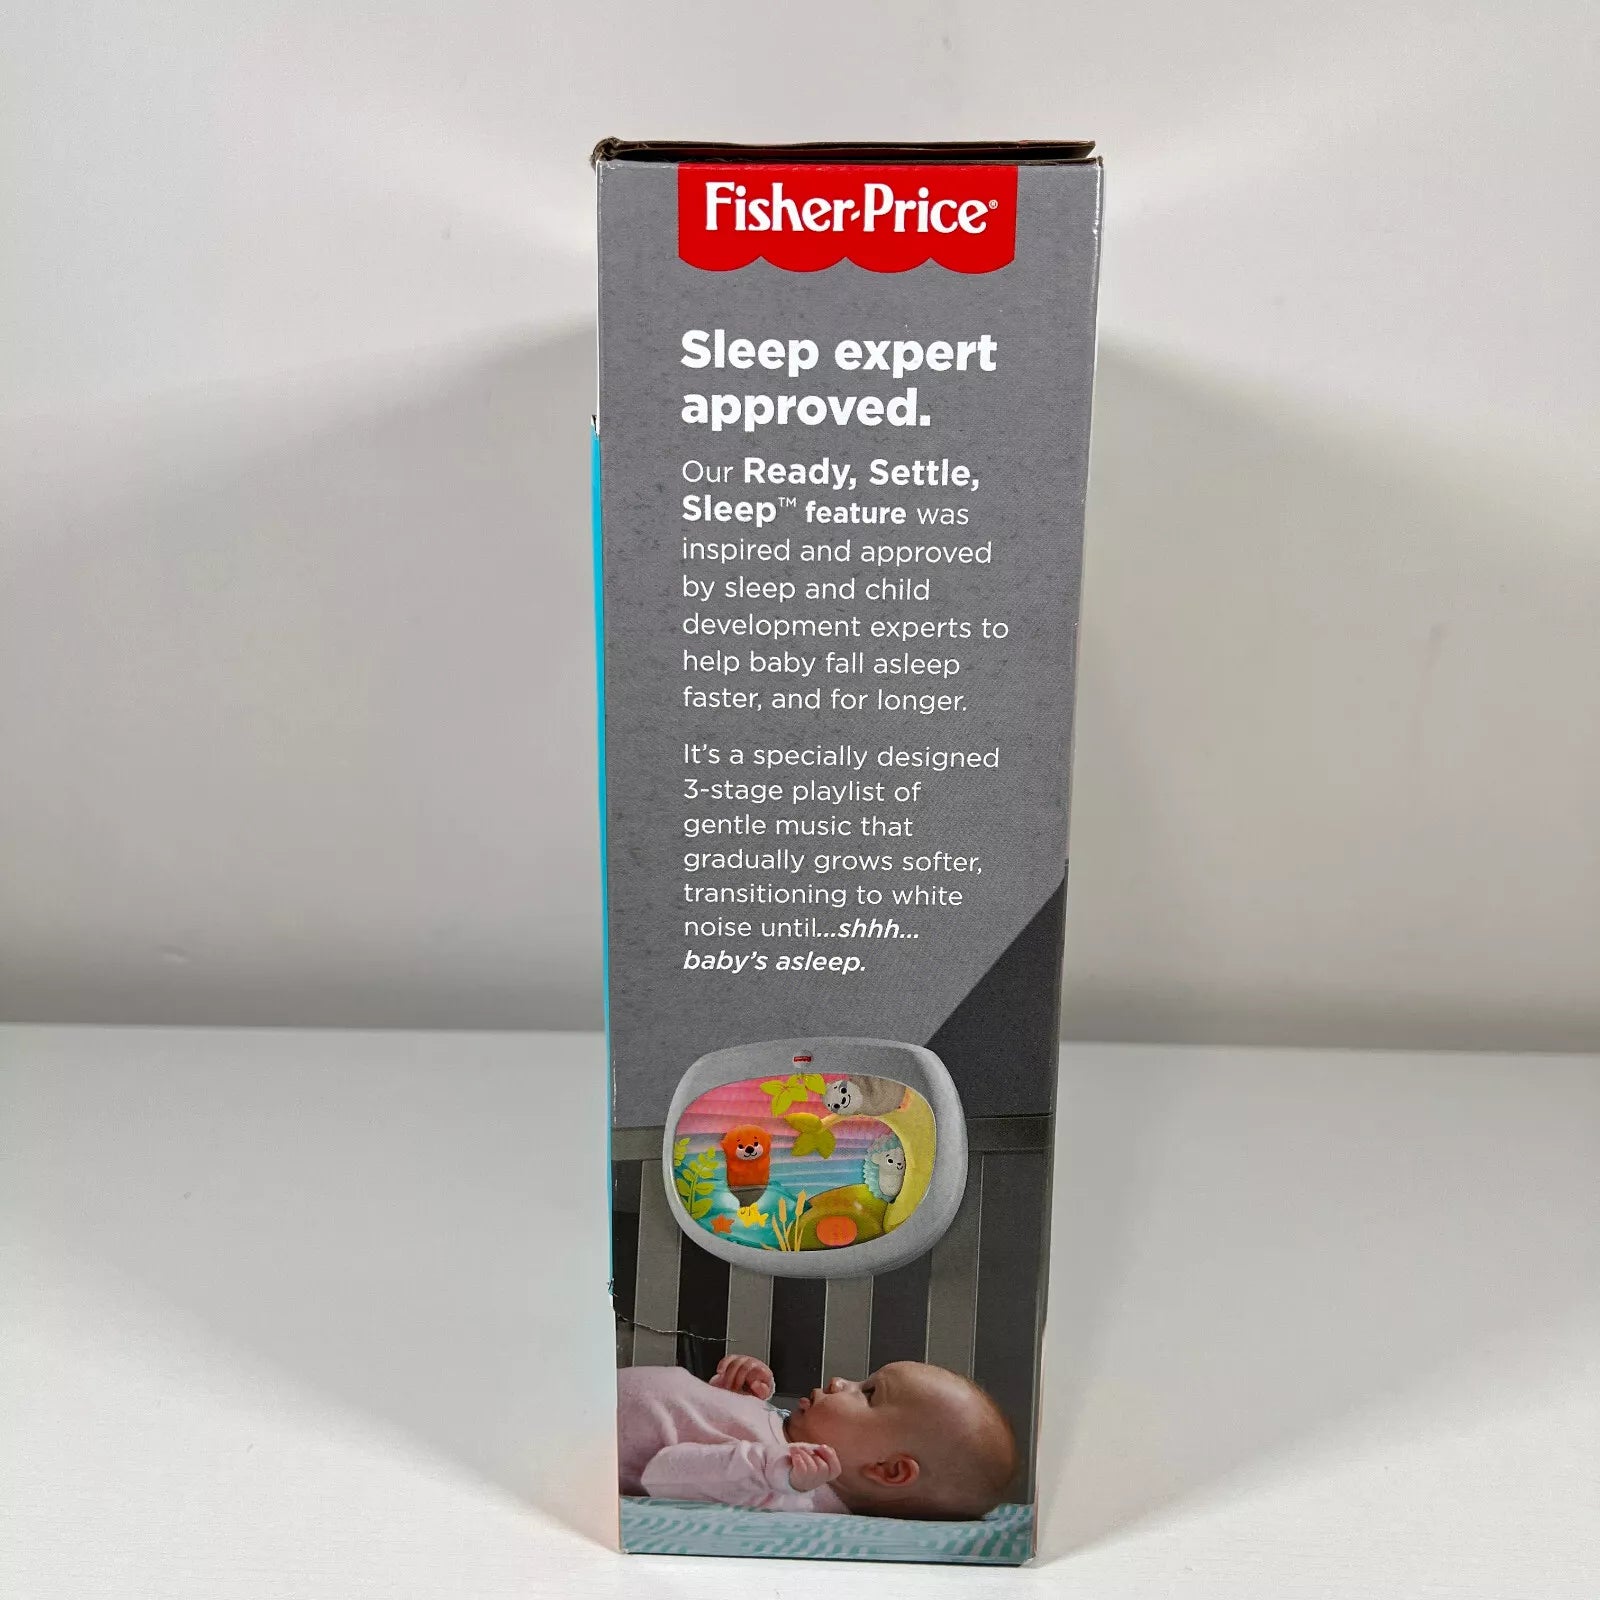 Fisher-Price®
Sleep expert
approved.
Our Ready, Settle,
Sleep™ feature was
inspired and approved
by sleep and child
development experts to
help baby fall asleep
faster, and for longer.
It's a specially designed
3-stage playlist of
gentle music that
gradually grows softer,
transitioning to white
noise until...shhh...
baby's asleep.